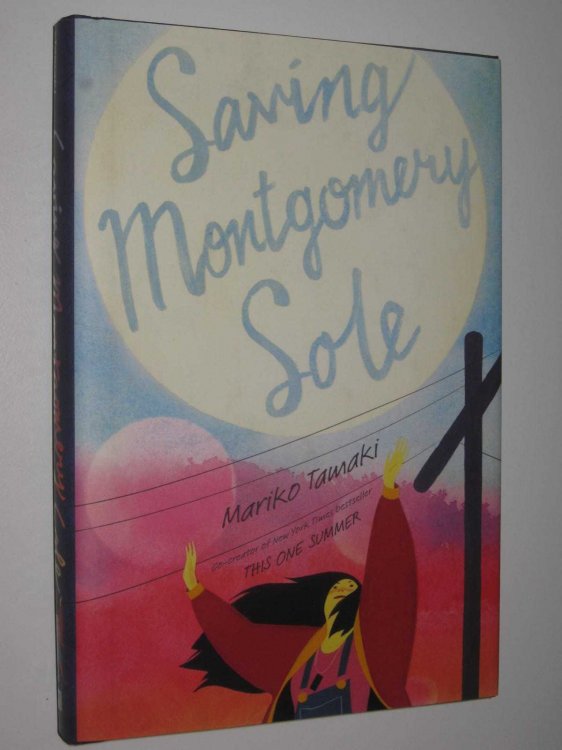 Saving
Montgomery
Sole
Mariko Tamaki
Co-creator of New York Times bestseller
THIS ONE SUMMER